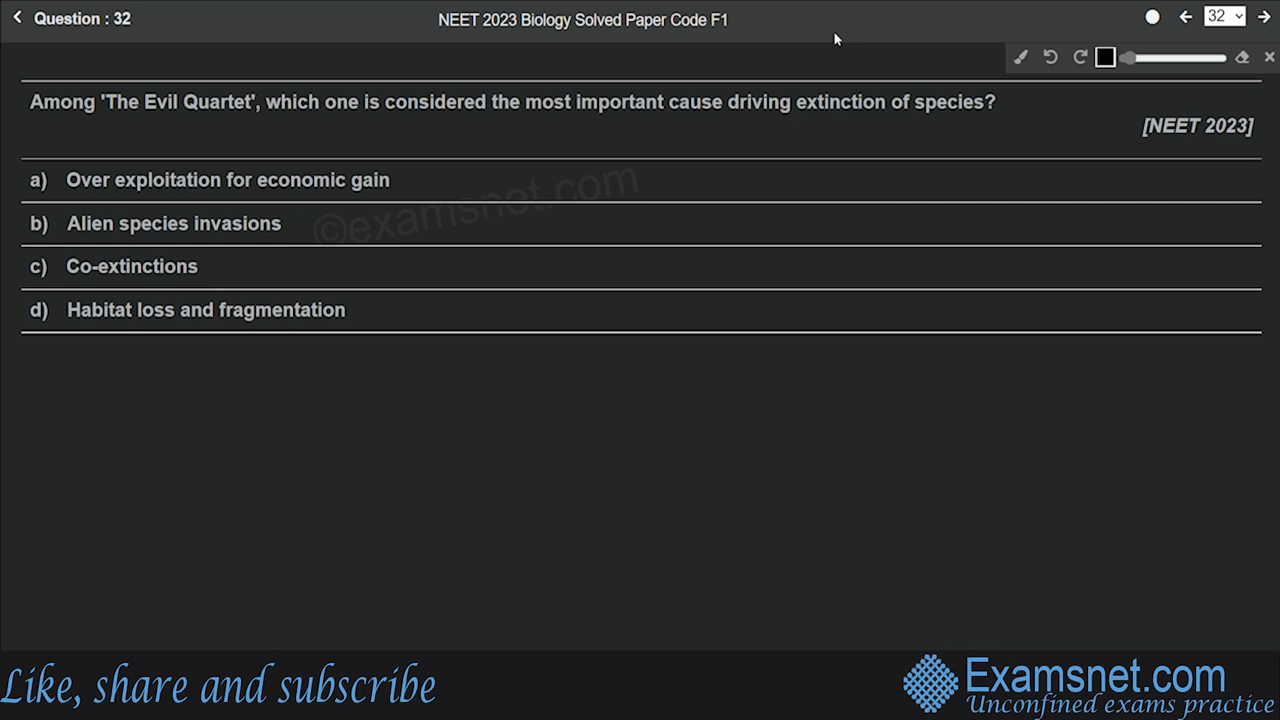 Question : 32
NEET 2023 Biology Solved Paper Code F1
32
Among 'The Evil Quartet', which one is considered the most important cause driving extinction of species?
[NEET 2023]
a) Over exploitation for economic gain
b) Alien species invasions
c) Co-extinctions
d) Habitat loss and fragmentation
©examsnet.com
Like, share and subscribe
Examsnet.com
Unconfined exams practice